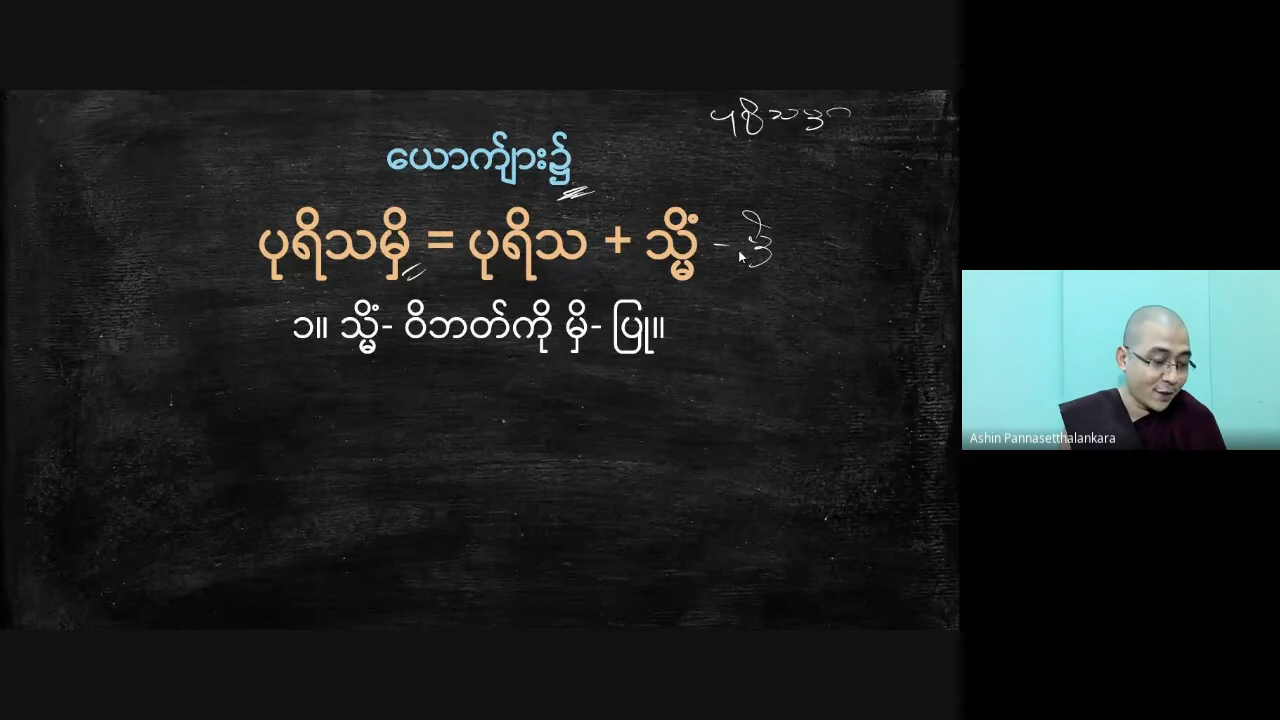 ယောက်ျား၌
ပုရိသမှိ = ပုရိသ + သ္မိံ
၁။ သ္မိံ- ဝိဘတ်ကို မှိ- ပြု။
Ashin Pannasetthalankara